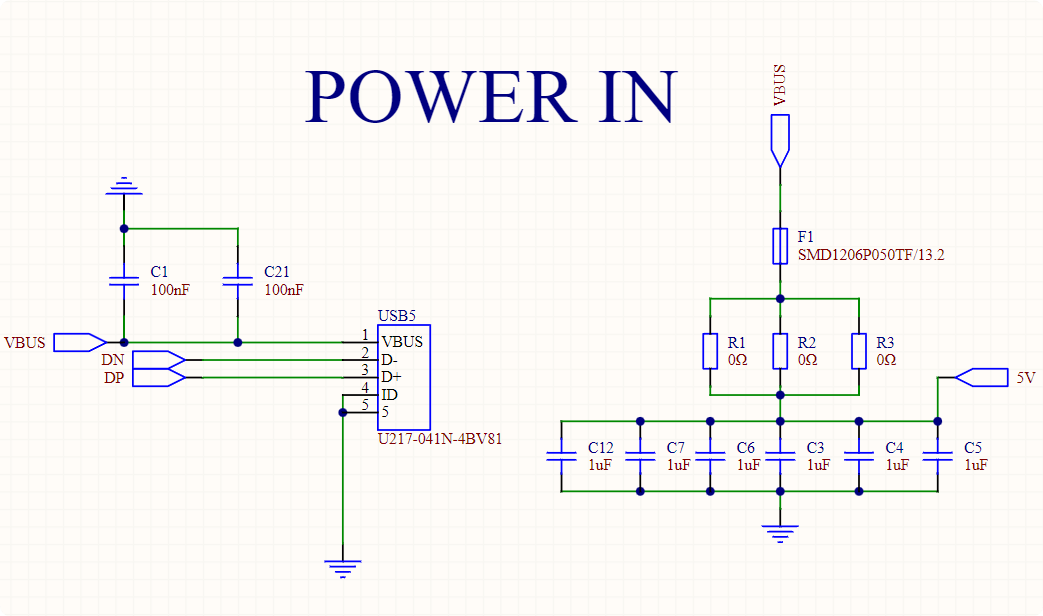 POWER IN
VBUS
F1
SMD1206P050TF/13.2
C1
100nF
C21
100nF
USB5
VBUS
1
VBUS
DN
2
D-
DP
3
D+
4
ID
5
5
U217-041N-4BV81
R1
0Ω
R2
0Ω
R3
0Ω
5V
C12
1uF
C7
1uF
C6
1uF
C3
1uF
C4
1uF
C5
1uF